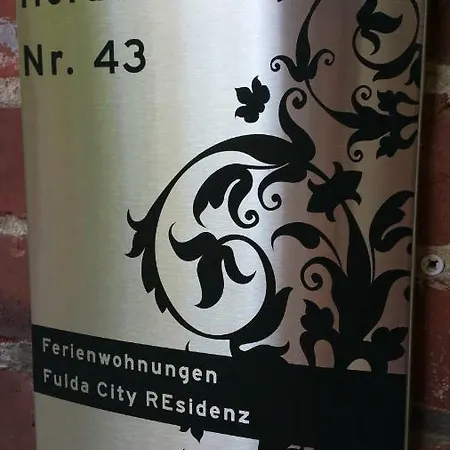 Nr. 43
Ferienwohnungen
Fulda City REsidenz